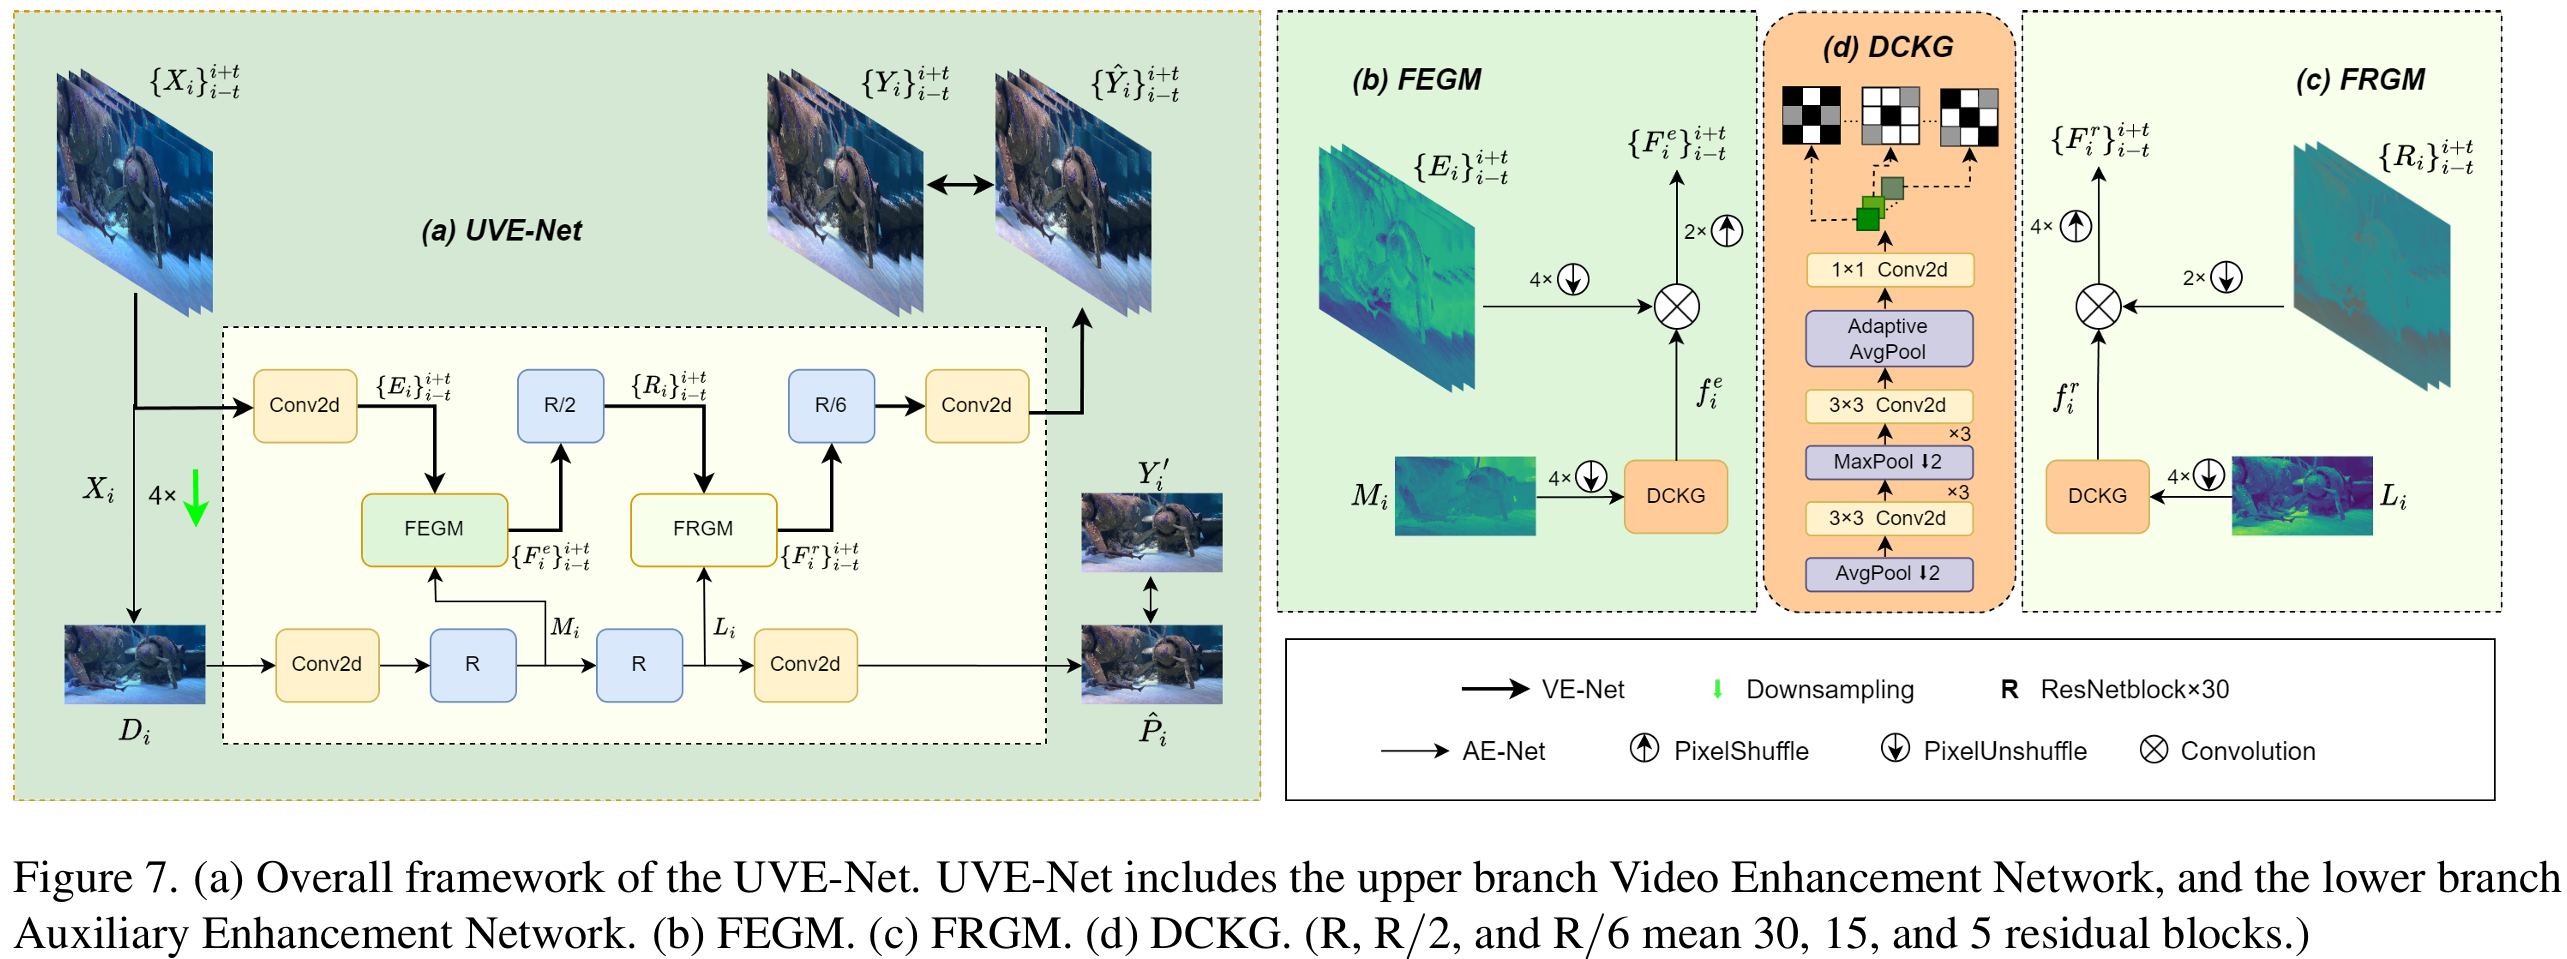 {X_i}_{i-t}^{i+t}
{Y_i}_{i-t}^{i+t}
{Ŷ_i}_{i-t}^{i+t}
(a) UVE-Net
Conv2d
{E_i}_{i-t}^{i+t}
R/2
{R_i}_{i-t}^{i+t}
R/6
Conv2d
X_i
4×
FEGM
{F_i^e}_{i-t}^{i+t}
FRGM
{F_i^r}_{i-t}^{i+t}
Y_i′
M_i
L_i
Conv2d
R
R
Conv2d
D_i
P̂_i
(b) FEGM
{E_i}_{i-t}^{i+t}
{F_i^e}_{i-t}^{i+t}
2×
4×
f_i^e
M_i
4×
DCKG
(d) DCKG
1×1 Conv2d
Adaptive
AvgPool
3×3 Conv2d
×3
MaxPool ⬇2
×3
3×3 Conv2d
AvgPool ⬇2
(c) FRGM
{F_i^r}_{i-t}^{i+t}
{R_i}_{i-t}^{i+t}
4×
2×
f_i^r
DCKG
4×
L_i
VE-Net
Downsampling
R ResNetblock×30
AE-Net
PixelShuffle
PixelUnshuffle
Convolution
Figure 7. (a) Overall framework of the UVE-Net. UVE-Net includes the upper branch Video Enhancement Network, and the lower branch
Auxiliary Enhancement Network. (b) FEGM. (c) FRGM. (d) DCKG. (R, R/2, and R/6 mean 30, 15, and 5 residual blocks.)